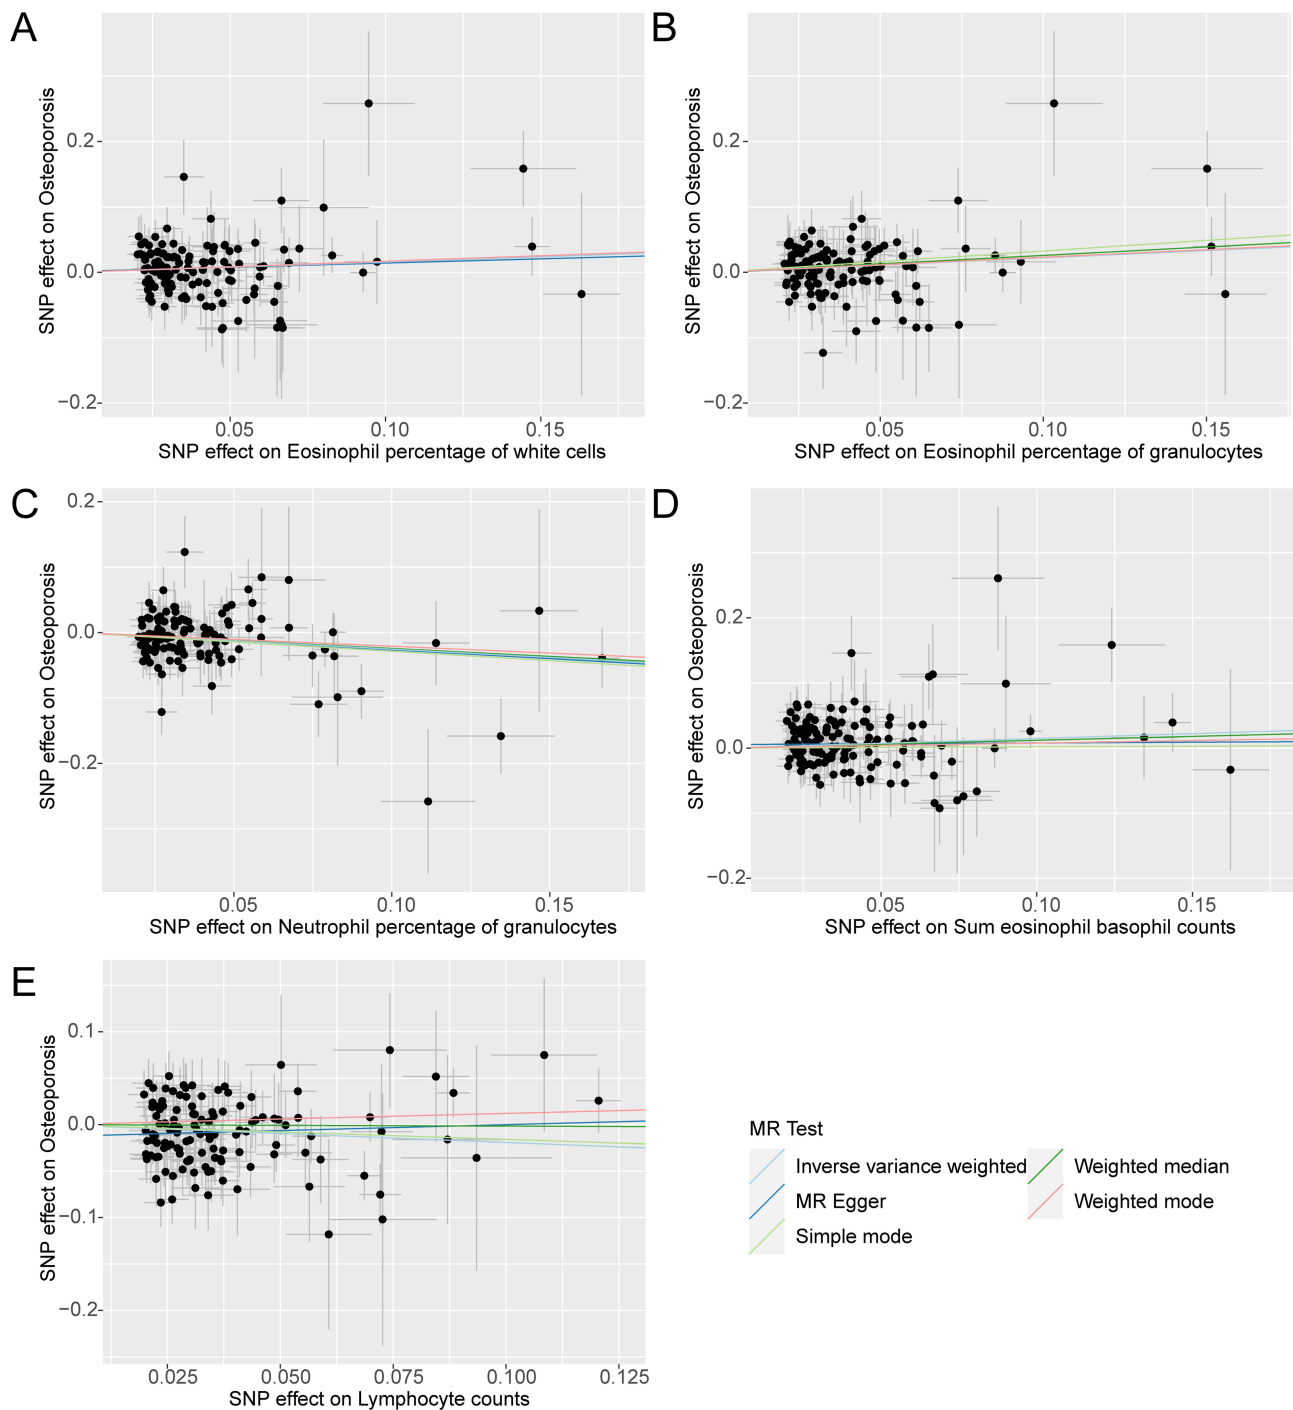 A
SNP effect on Osteoporosis
0.2
0.0
−0.2
0.05 0.10 0.15
SNP effect on Eosinophil percentage of white cells
B
SNP effect on Osteoporosis
0.2
0.0
−0.2
0.05 0.10 0.15
SNP effect on Eosinophil percentage of granulocytes
C
SNP effect on Osteoporosis
0.2
0.0
−0.2
0.05 0.10 0.15
SNP effect on Neutrophil percentage of granulocytes
D
SNP effect on Osteoporosis
0.2
0.0
−0.2
0.05 0.10 0.15
SNP effect on Sum eosinophil basophil counts
E
SNP effect on Osteoporosis
0.1
0.0
−0.1
−0.2
0.025 0.050 0.075 0.100 0.125
SNP effect on Lymphocyte counts
MR Test
Inverse variance weighted
MR Egger
Simple mode
Weighted median
Weighted mode